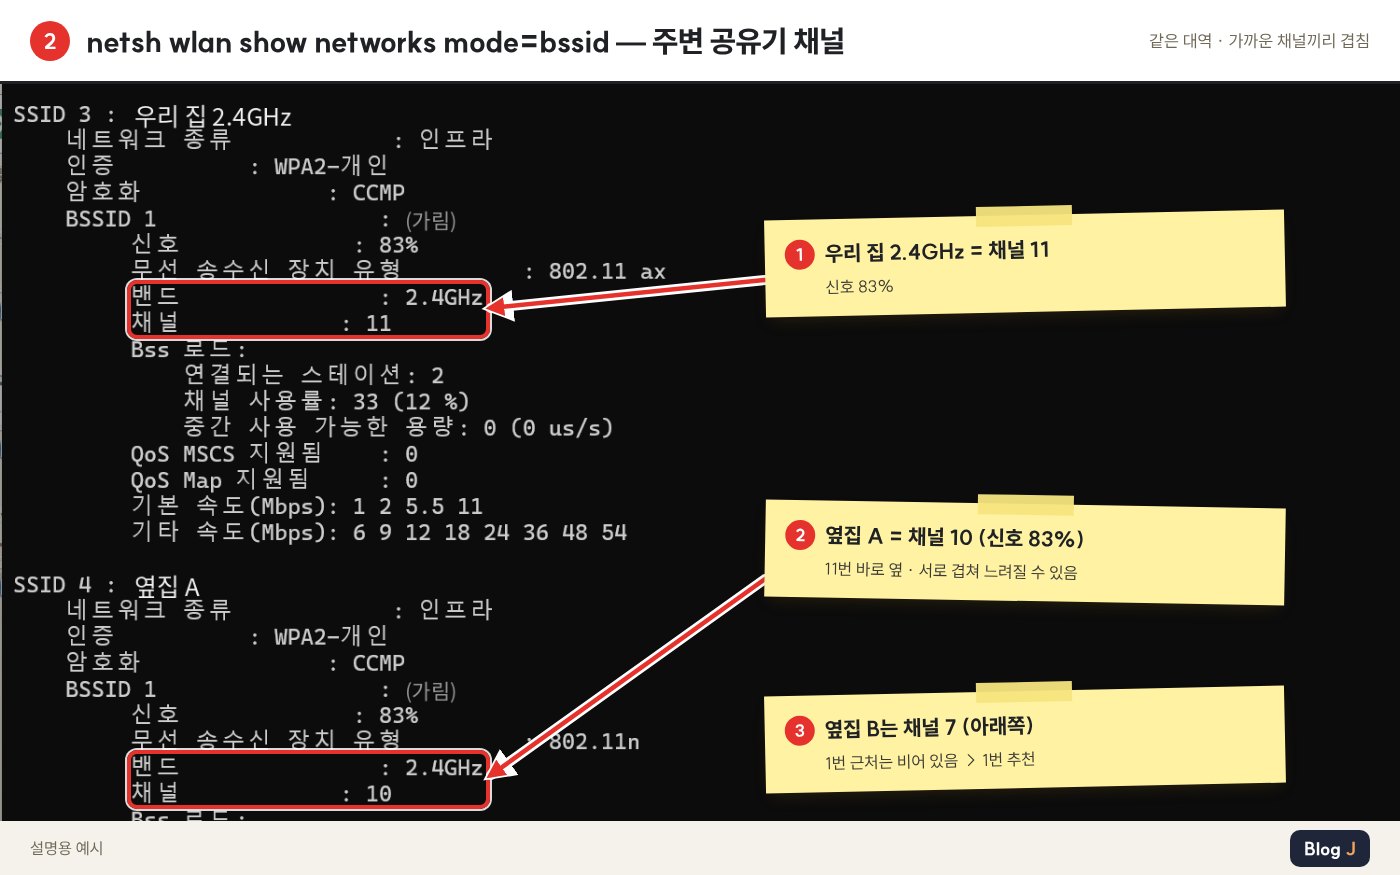 2 netsh wlan show networks mode=bssid — 주변 공유기 채널
같은 대역 · 가까운 채널끼리 겹침
SSID 3 : 우리 집 2.4GHz
네트워크 종류 : 인프라
인증 : WPA2-개인
암호화 : CCMP
BSSID 1 : (가림)
신호 : 83%
무선 송수신 장치 유형 : 802.11 ax
밴드 : 2.4GHz
채널 : 11
Bss 로드:
연결되는 스테이션: 2
채널 사용률: 33 (12 %)
중간 사용 가능한 용량: 0 (0 us/s)
QoS MSCS 지원됨 : 0
QoS Map 지원됨 : 0
기본 속도(Mbps): 1 2 5.5 11
기타 속도(Mbps): 6 9 12 18 24 36 48 54
SSID 4 : 옆집 A
네트워크 종류 : 인프라
인증 : WPA2-개인
암호화 : CCMP
BSSID 1 : (가림)
신호 : 83%
무선 송수신 장치 유형 : 802.11n
밴드 : 2.4GHz
채널 : 10
Bss 로드:
1 우리 집 2.4GHz = 채널 11
신호 83%
2 옆집 A = 채널 10 (신호 83%)
11번 바로 옆 · 서로 겹쳐 느려질 수 있음
3 옆집 B는 채널 7 (아래쪽)
1번 근처는 비어 있음 > 1번 추천
설명용 예시
Blog J